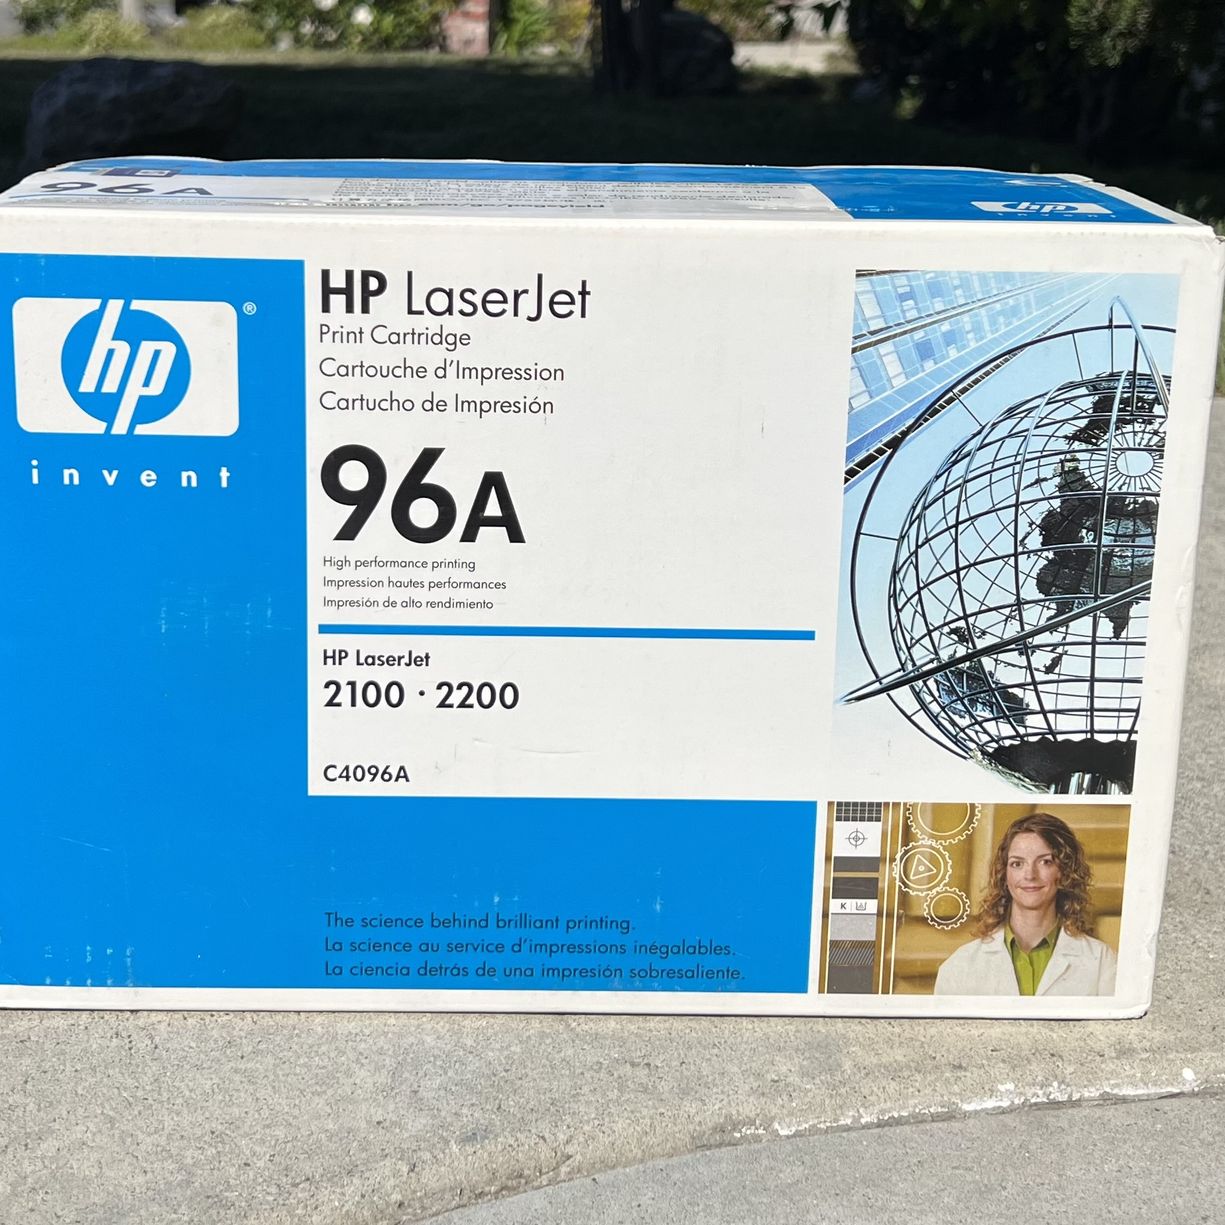 96A
hp
invent
hp
®
invent
HP LaserJet
Print Cartridge
Cartouche d'Impression
Cartucho de Impresión
96A
High performance printing
Impression hautes performances
Impresión de alto rendimiento
HP LaserJet
2100 · 2200
C4096A
The science behind brilliant printing.
La science au service d'impressions inégalables.
La ciencia detrás de una impresión sobresaliente.
K